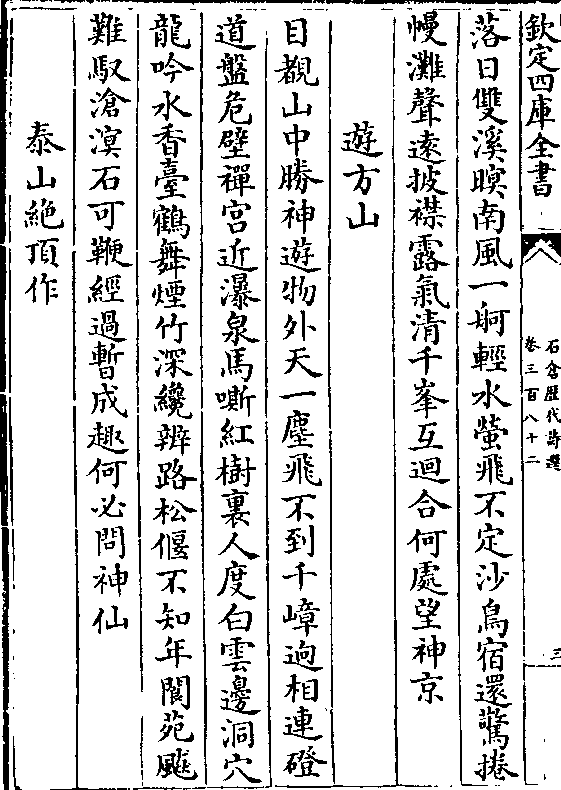 欽定四庫全書
石倉歷代詩選
卷三百八十二
三
落日雙溪暝南風一舸輕水螢飛不定沙鳥宿還驚捲
幔灘聲遠披襟露氣清千峯互迴合何處望神京
遊方山
目覩山中勝神遊物外天一塵飛不到千嶂逈相連磴
道盤危壁禪宮近瀑泉馬嘶紅樹裏人度白雲邊洞穴
龍吟水香臺鶴舞煙竹深纔辨路松偃不知年閬苑飈
難馭滄溟石可鞭經過暫成趣何必問神仙
泰山絶頂作